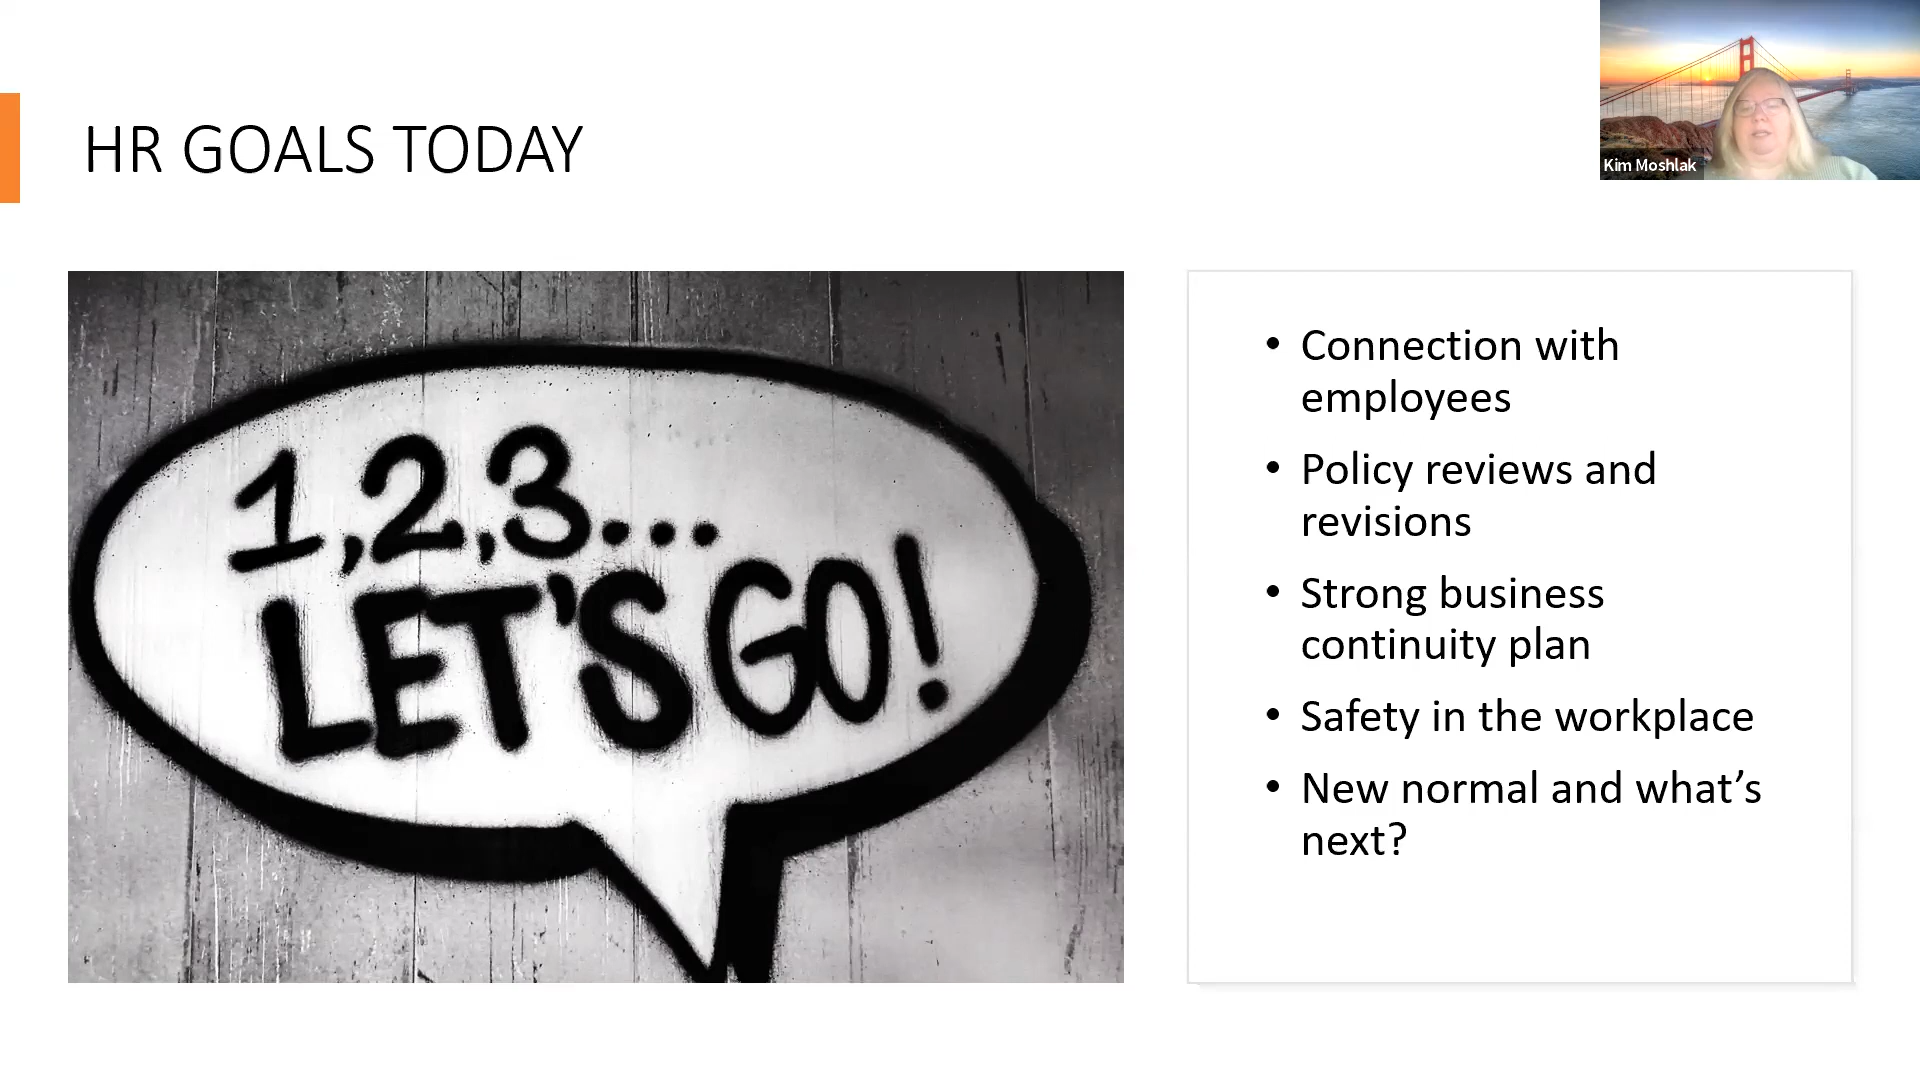 HR GOALS TODAY
Kim Moshlak
1,2,3...
LET'S GO!
• Connection with
employees
• Policy reviews and
revisions
• Strong business
continuity plan
• Safety in the workplace
• New normal and what’s
next?